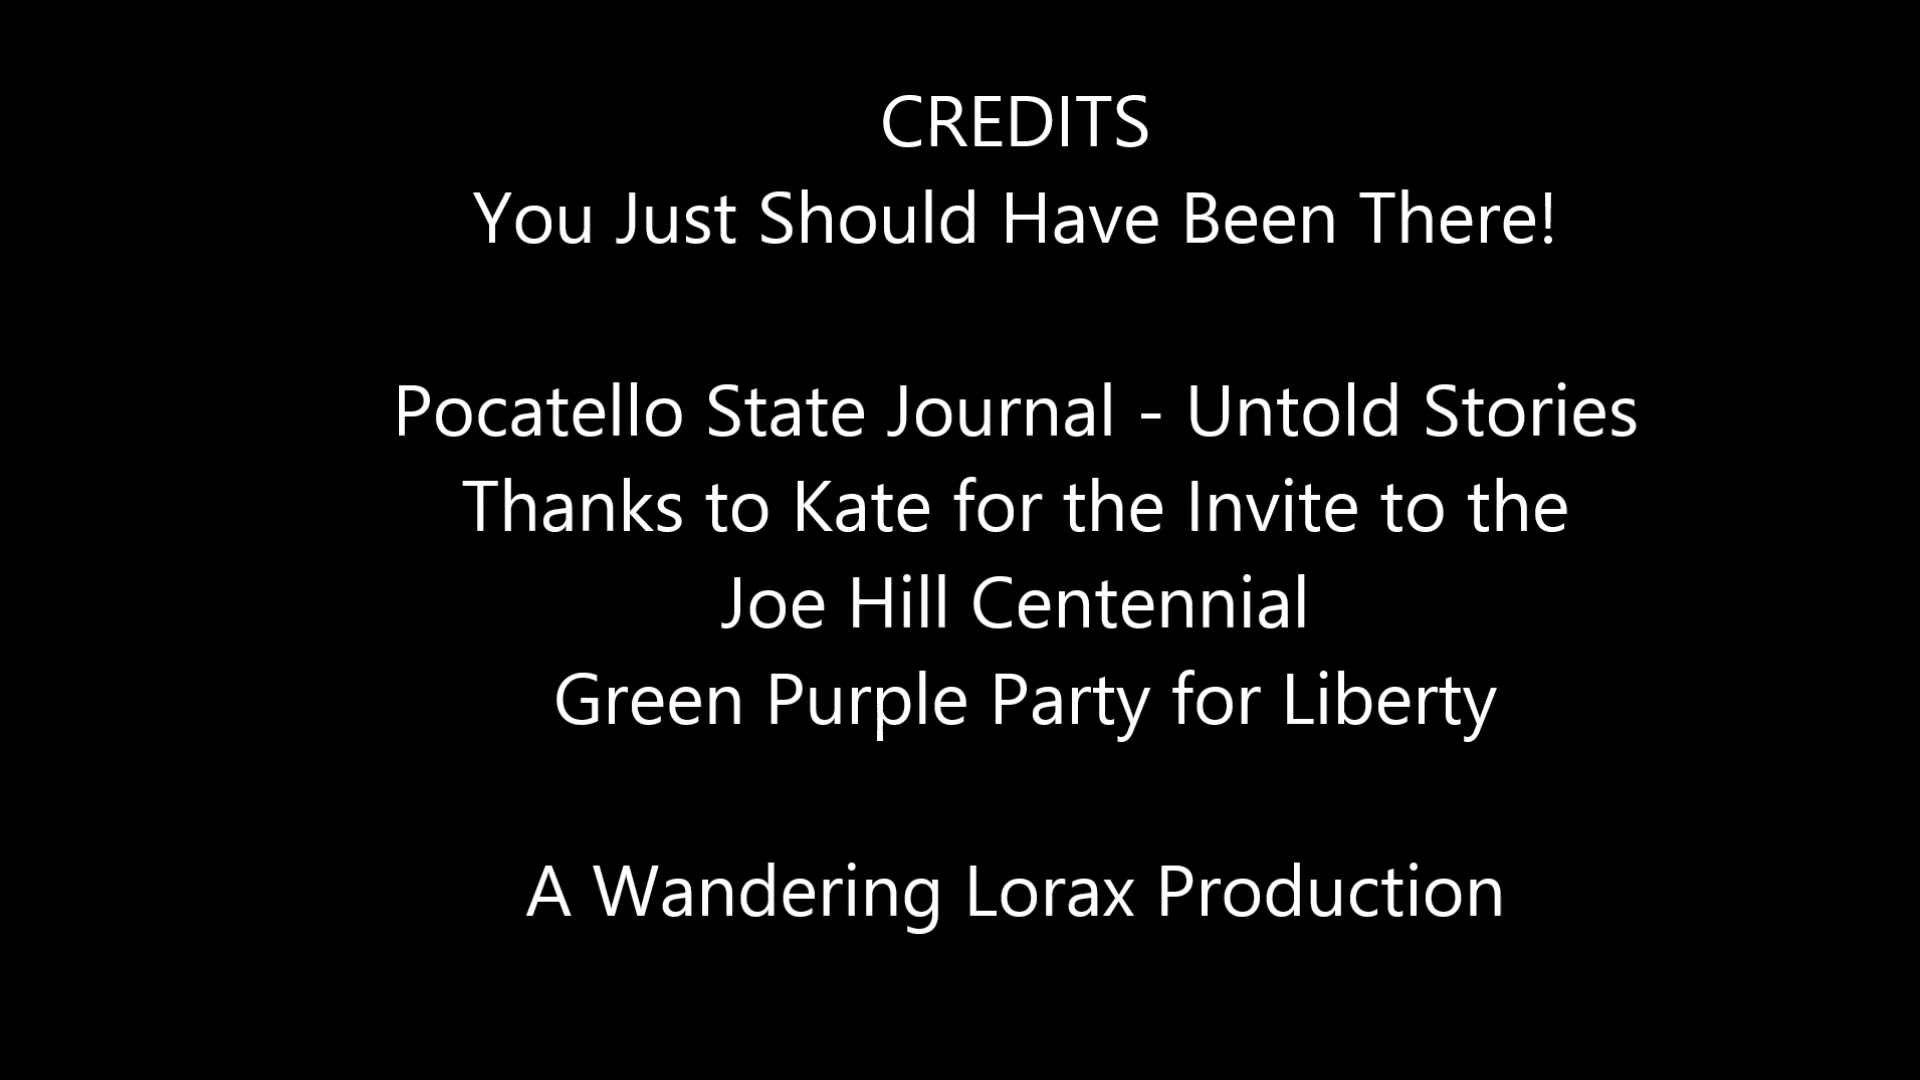 CREDITS
You Just Should Have Been There!
Pocatello State Journal - Untold Stories
Thanks to Kate for the Invite to the
Joe Hill Centennial
Green Purple Party for Liberty
A Wandering Lorax Production